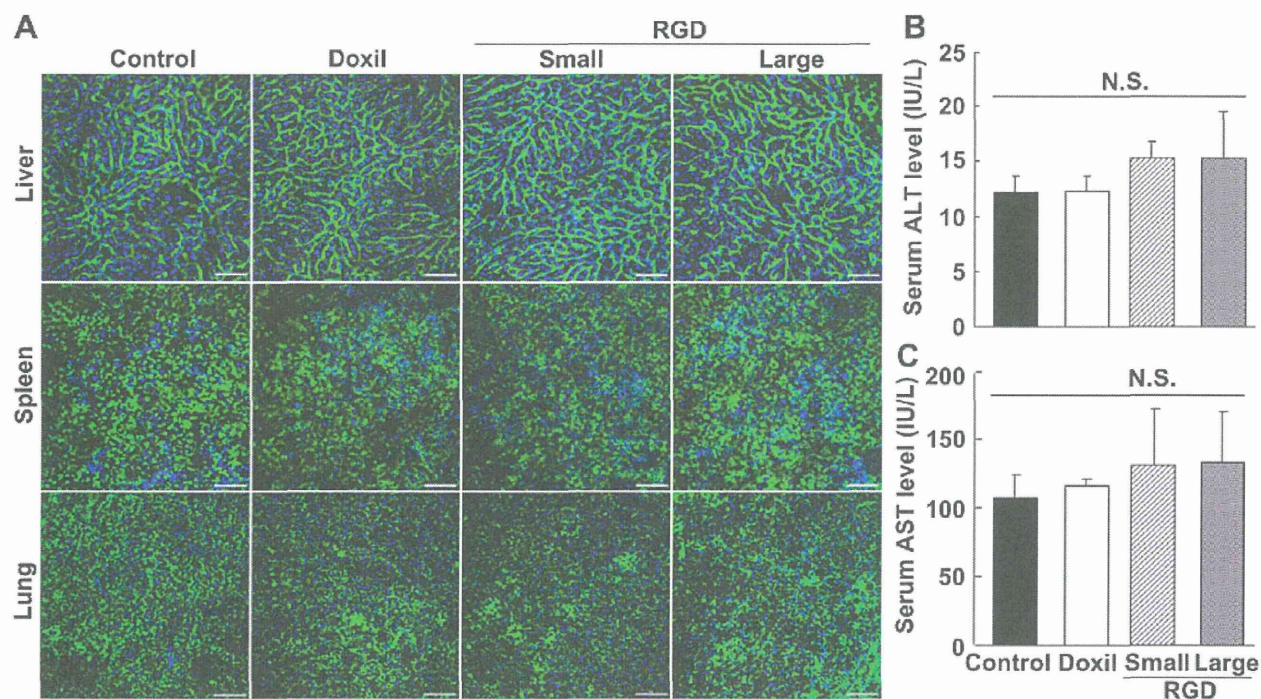 A
RGD
Control Doxil Small Large
Liver
Spleen
Lung
B
Serum ALT level (IU/L)
25
20
15
10
5
0
N.S.
C
Serum AST level (IU/L)
200
150
100
50
0
N.S.
Control Doxil Small Large
RGD